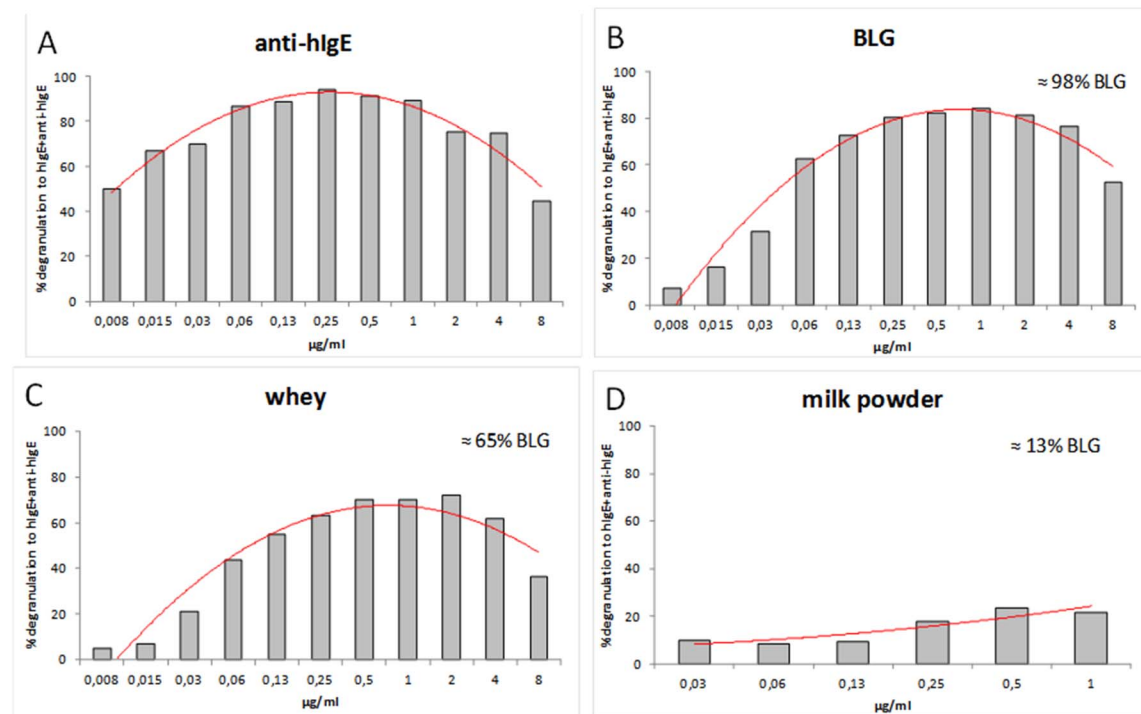 A
anti-hIgE
%degranulation to hIgE+anti-hIgE
100
80
60
40
20
0
0,008 0,015 0,03 0,06 0,13 0,25 0,5 1 2 4 8
µg/ml
B
BLG
≈ 98% BLG
%degranulation to hIgE+anti-hIgE
100
80
60
40
20
0
0,008 0,015 0,03 0,06 0,13 0,25 0,5 1 2 4 8
µg/ml
C
whey
≈ 65% BLG
%degranulation to hIgE+anti-hIgE
100
80
60
40
20
0
0,008 0,015 0,03 0,06 0,13 0,25 0,5 1 2 4 8
µg/ml
D
milk powder
≈ 13% BLG
%degranulation to hIgE+anti-hIgE
100
80
60
40
20
0
0,03 0,06 0,13 0,25 0,5 1
µg/ml